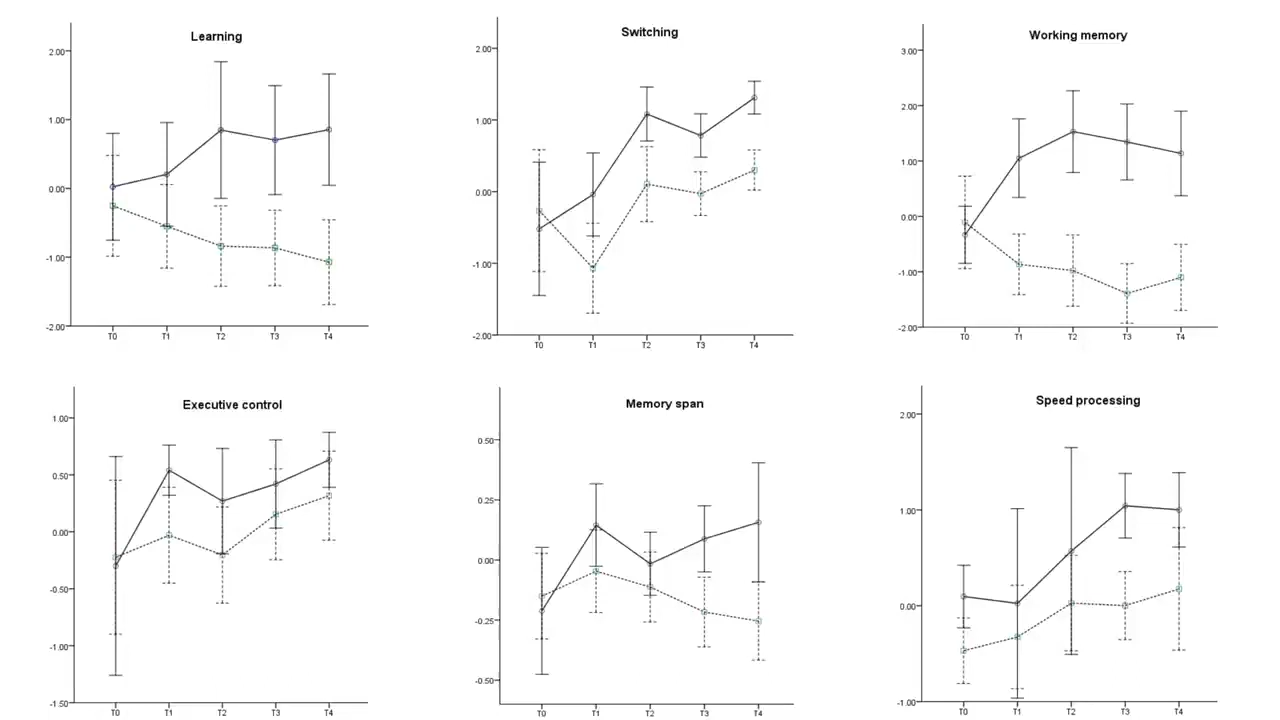 Learning
2.00
1.00
0.00
-1.00
-2.00
T0 T1 T2 T3 T4
Switching
2.00
1.00
0.00
-1.00
-2.00
T0 T1 T2 T3 T4
Working memory
3.00
2.00
1.00
0.00
-1.00
-2.00
T0 T1 T2 T3 T4
Executive control
1.00
0.50
0.00
-0.50
-1.00
-1.50
T0 T1 T2 T3 T4
Memory span
0.50
0.25
0.00
-0.25
-0.50
T0 T1 T2 T3 T4
Speed processing
2.00
1.00
0.00
-1.00
T0 T1 T2 T3 T4